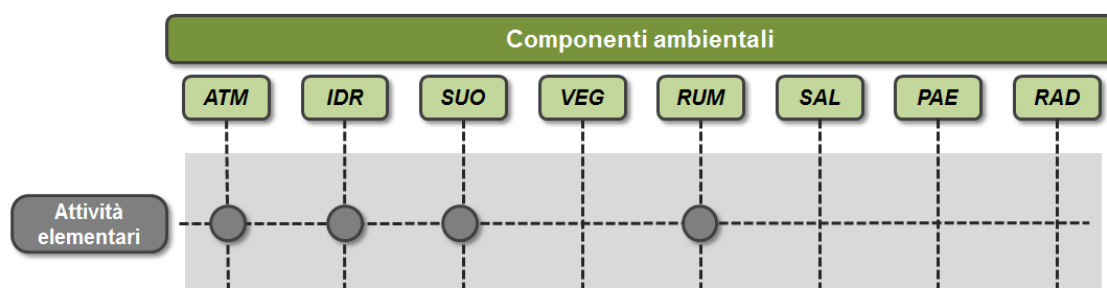 Componenti ambientali
ATM IDR SUO VEG RUM SAL PAE RAD
Attività
elementari